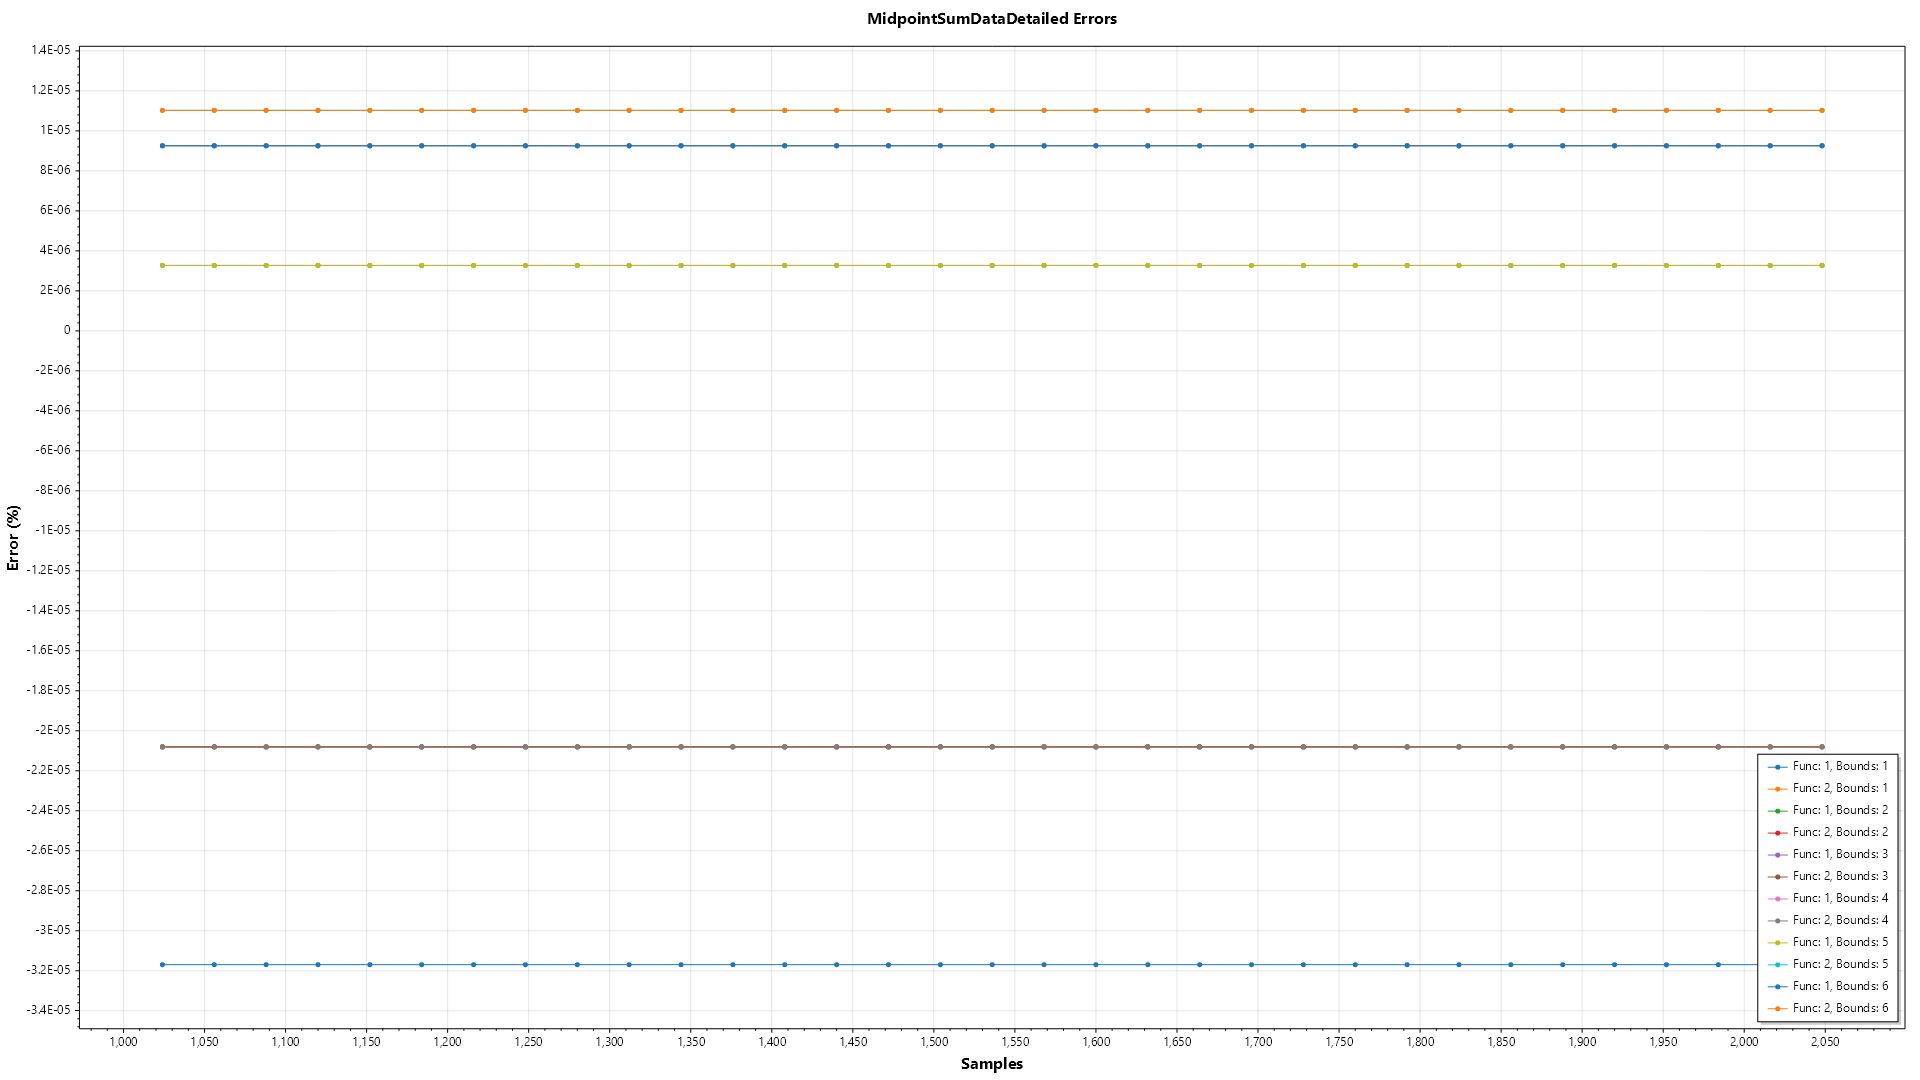 MidpointSumDataDetailed Errors
1.4E-05
1.2E-05
1E-05
8E-06
6E-06
4E-06
2E-06
0
-2E-06
-4E-06
-6E-06
-8E-06
-1E-05
-1.2E-05
-1.4E-05
-1.6E-05
-1.8E-05
-2E-05
-2.2E-05
-2.4E-05
-2.6E-05
-2.8E-05
-3E-05
-3.2E-05
-3.4E-05
Error (%)
Func: 1, Bounds: 1
Func: 2, Bounds: 1
Func: 1, Bounds: 2
Func: 2, Bounds: 2
Func: 1, Bounds: 3
Func: 2, Bounds: 3
Func: 1, Bounds: 4
Func: 2, Bounds: 4
Func: 1, Bounds: 5
Func: 2, Bounds: 5
Func: 1, Bounds: 6
Func: 2, Bounds: 6
1,000 1,050 1,100 1,150 1,200 1,250 1,300 1,350 1,400 1,450 1,500 1,550 1,600 1,650 1,700 1,750 1,800 1,850 1,900 1,950 2,000 2,050
Samples